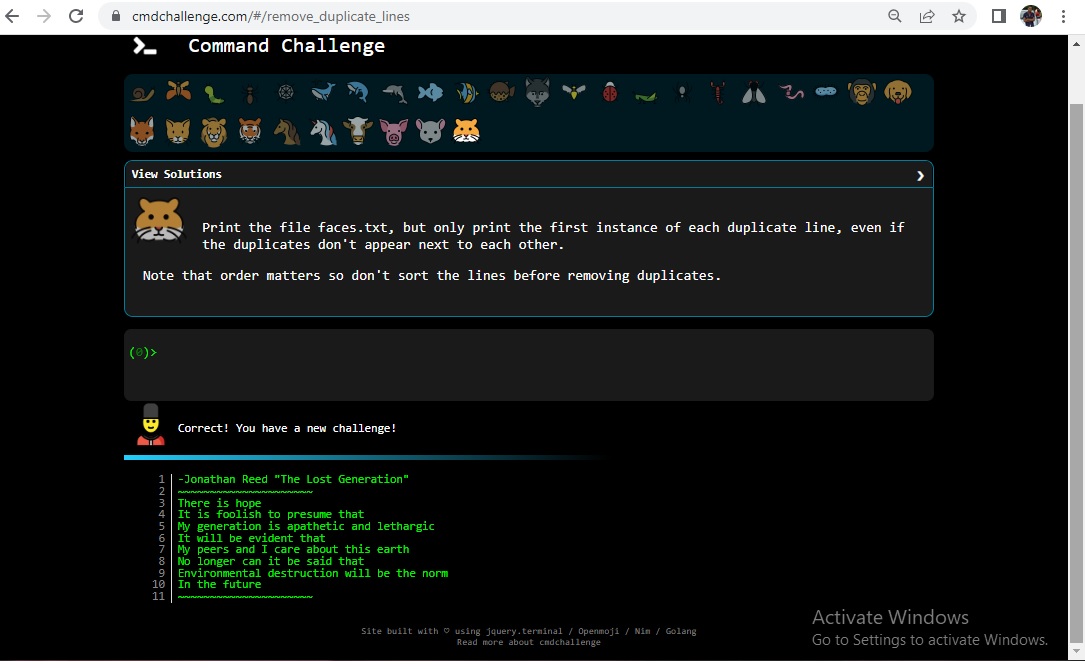 cmdchallenge.com/#/remove_duplicate_lines
Command Challenge
View Solutions
Print the file faces.txt, but only print the first instance of each duplicate line, even if
the duplicates don't appear next to each other.
Note that order matters so don't sort the lines before removing duplicates.
(0)>
Correct! You have a new challenge!
1 -Jonathan Reed "The Lost Generation"
2 ~~~~~~~~~~~~~~~~~~~~~
3 There is hope
4 It is foolish to presume that
5 My generation is apathetic and lethargic
6 It will be evident that
7 My peers and I care about this earth
8 No longer can it be said that
9 Environmental destruction will be the norm
10 In the future
11 ~~~~~~~~~~~~~~~~~~~~~
Site built with ♡ using jquery.terminal / Openmoji / Nim / Golang
Read more about cmdchallenge
Activate Windows
Go to Settings to activate Windows.